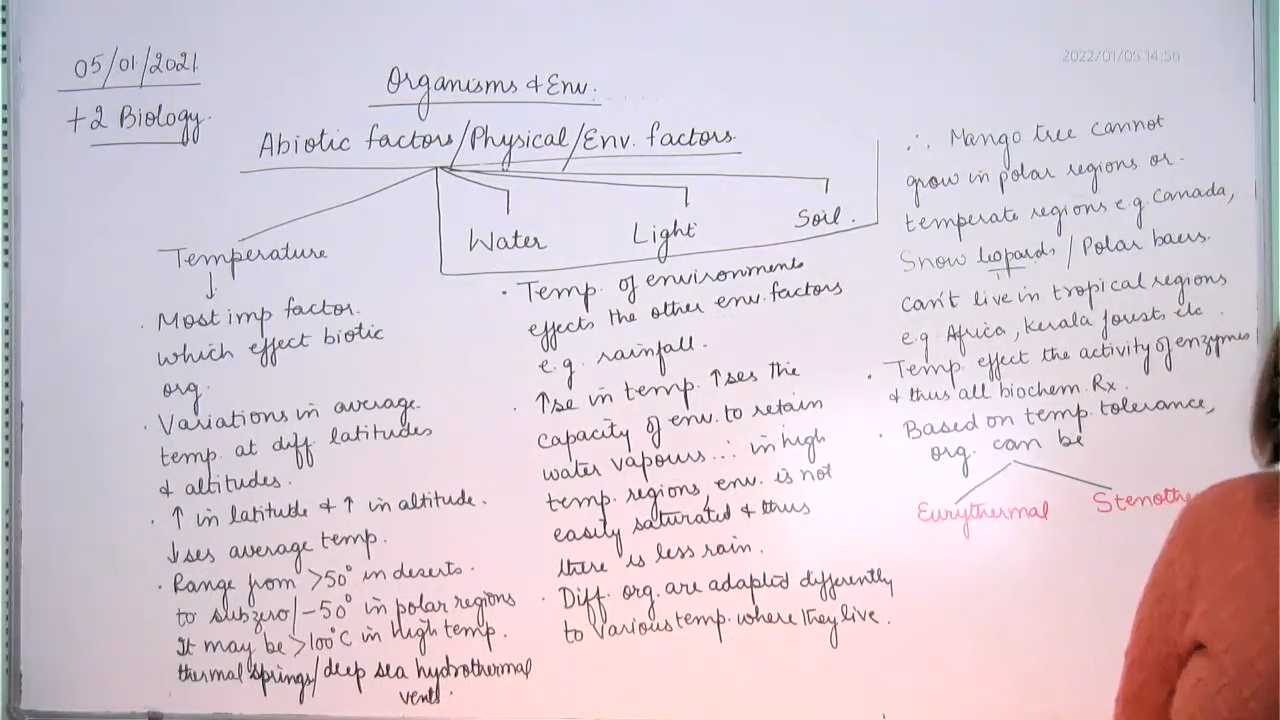 05/01/2021
+2 Biology.
2022/01/05 14:56
Organisms & Env.
Abiotic factors/Physical/Env. factors.
Temperature
Water
Light
Soil.
↓
· Most imp factor.
which effect biotic
org.
· Variations in average
temp. at diff. latitudes
& altitudes.
· ↑ in latitude & ↑ in altitude.
↓ses average temp.
· Range from >50° in deserts.
to subzero/-50° in polar regions
It may be >100°C in high temp.
thermal springs/deep sea hydrothermal
vents.
· Temp. of environment
effects the other env. factors
e.g. rainfall.
· ↑se in temp. ↑ses the
capacity of env. to retain
water vapours ∴ in high
temp. regions, env. is not
easily saturated & thus
there is less rain.
· Diff. org. are adapted differently
to various temp. where they live.
∴ Mango tree cannot
grow in polar regions or
temperate regions e.g. Canada,
Snow leopards / Polar baers.
can't live in tropical regions
e.g Africa, Kerala forests etc.
· Temp. effect the activity of enzymes
& thus all biochem. Rx.
· Based on temp. tolerance,
org. can be
Eurythermal
Stenothe